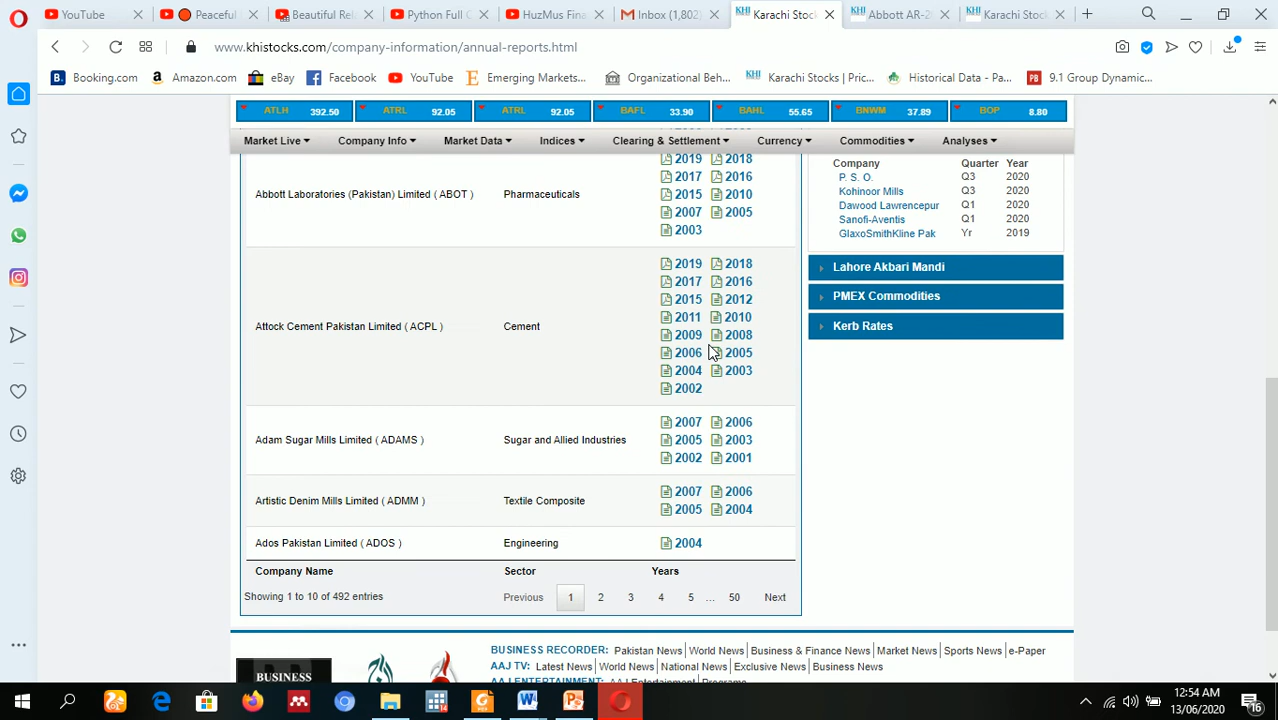 YouTube
Peaceful
Beautiful Rel
Python Full C
HuzMus Fina
Inbox (1,802
Karachi Stock
Abbott AR-2
Karachi Stock
www.khistocks.com/company-information/annual-reports.html
Booking.com
Amazon.com
eBay
Facebook
YouTube
Emerging Markets...
Organizational Beh...
Karachi Stocks | Pric...
Historical Data - Pa...
9.1 Group Dynamic...
ATLH 392.50
ATRL 92.05
ATRL 92.05
BAFL 33.90
BAHL 55.65
BNWM 37.89
BOP 8.80
Market Live
Company Info
Market Data
Indices
Clearing & Settlement
Currency
Commodities
Analyses
Abbott Laboratories (Pakistan) Limited ( ABOT ) Pharmaceuticals
2019 2018
2017 2016
2015 2010
2007 2005
2003
Attock Cement Pakistan Limited ( ACPL ) Cement
2019 2018
2017 2016
2015 2012
2011 2010
2009 2008
2006 2005
2004 2003
2002
Adam Sugar Mills Limited ( ADAMS ) Sugar and Allied Industries
2007 2006
2005 2003
2002 2001
Artistic Denim Mills Limited ( ADMM ) Textile Composite
2007 2006
2005 2004
Ados Pakistan Limited ( ADOS ) Engineering 2004
Company Name Sector Years
Showing 1 to 10 of 492 entries
Previous 1 2 3 4 5 ... 50 Next
Company Quarter Year
P. S. O. Q3 2020
Kohinoor Mills Q3 2020
Dawood Lawrencepur Q1 2020
Sanofi-Aventis Q1 2020
GlaxoSmithKline Pak Yr 2019
Lahore Akbari Mandi
PMEX Commodities
Kerb Rates
BUSINESS
BUSINESS RECORDER: Pakistan News | World News | Business & Finance News | Market News | Sports News | e-Paper
AAJ TV: Latest News | World News | National News | Exclusive News | Business News
AAJ ENTERTAINMENT: AAJ Entertainment Programs
12:54 AM
13/06/2020
16